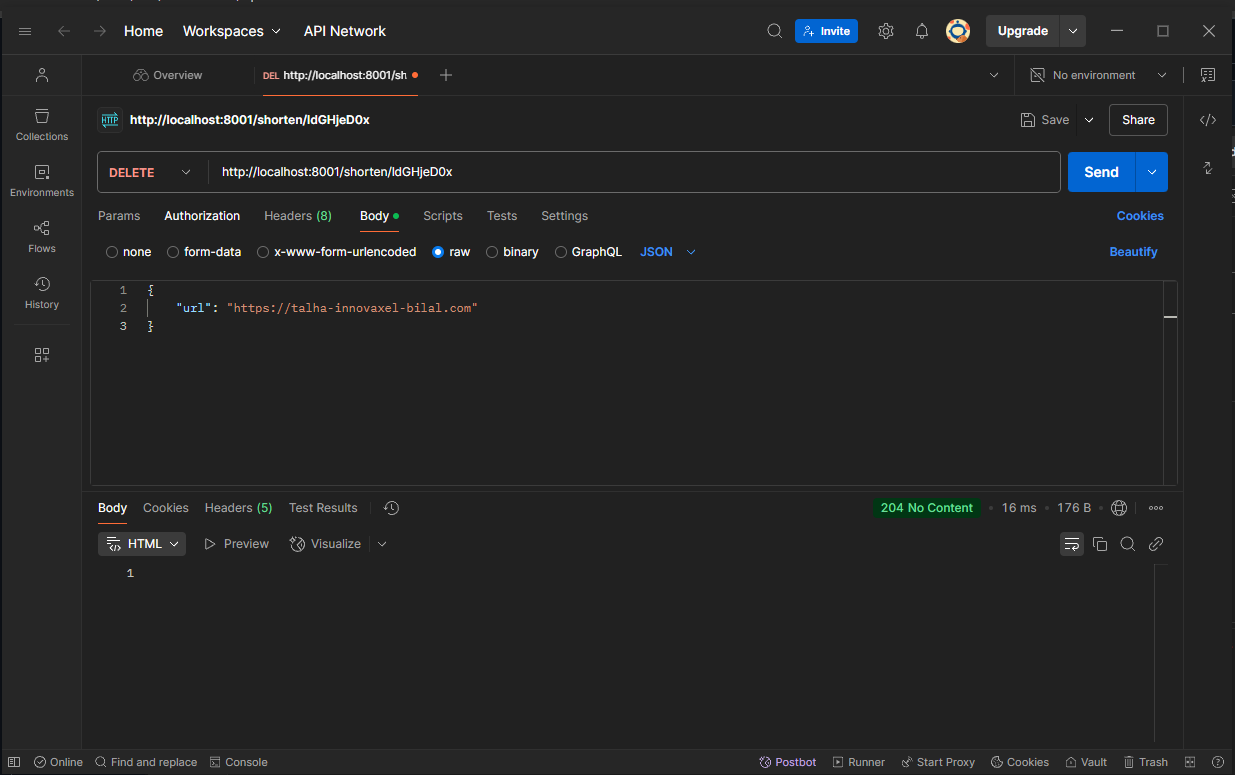 Home Workspaces API Network Invite Upgrade
Overview DEL http://localhost:8001/sh No environment
HTTP http://localhost:8001/shorten/IdGHjeD0x Save Share
Collections
DELETE http://localhost:8001/shorten/IdGHjeD0x Send
Environments
Params Authorization Headers (8) Body Scripts Tests Settings Cookies
Flows
none form-data x-www-form-urlencoded raw binary GraphQL JSON Beautify
History
1 {
2 "url": "https://talha-innovaxel-bilal.com"
3 }
Body Cookies Headers (5) Test Results 204 No Content 16 ms 176 B
HTML Preview Visualize
1
Online Find and replace Console Postbot Runner Start Proxy Cookies Vault Trash